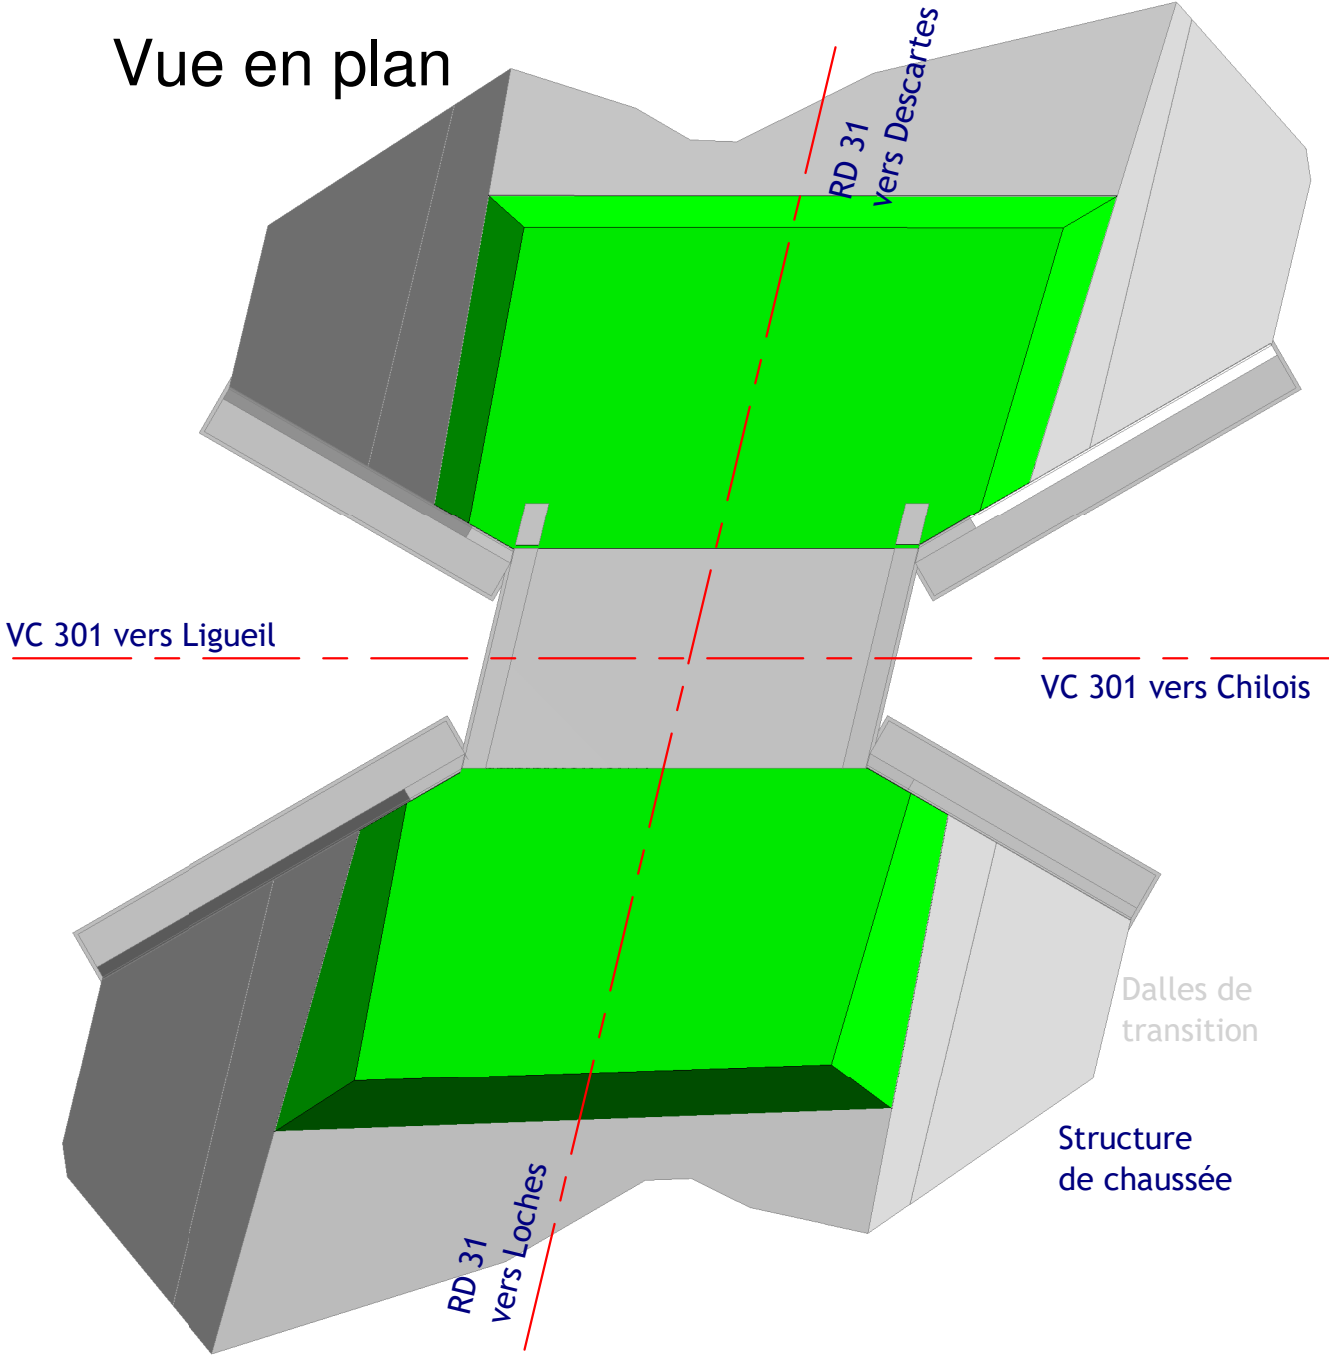 Vue en plan
RD 31
vers Descartes
VC 301 vers Ligueil
VC 301 vers Chilois
Dalles de
transition
Structure
de chaussée
RD 31
vers Loches